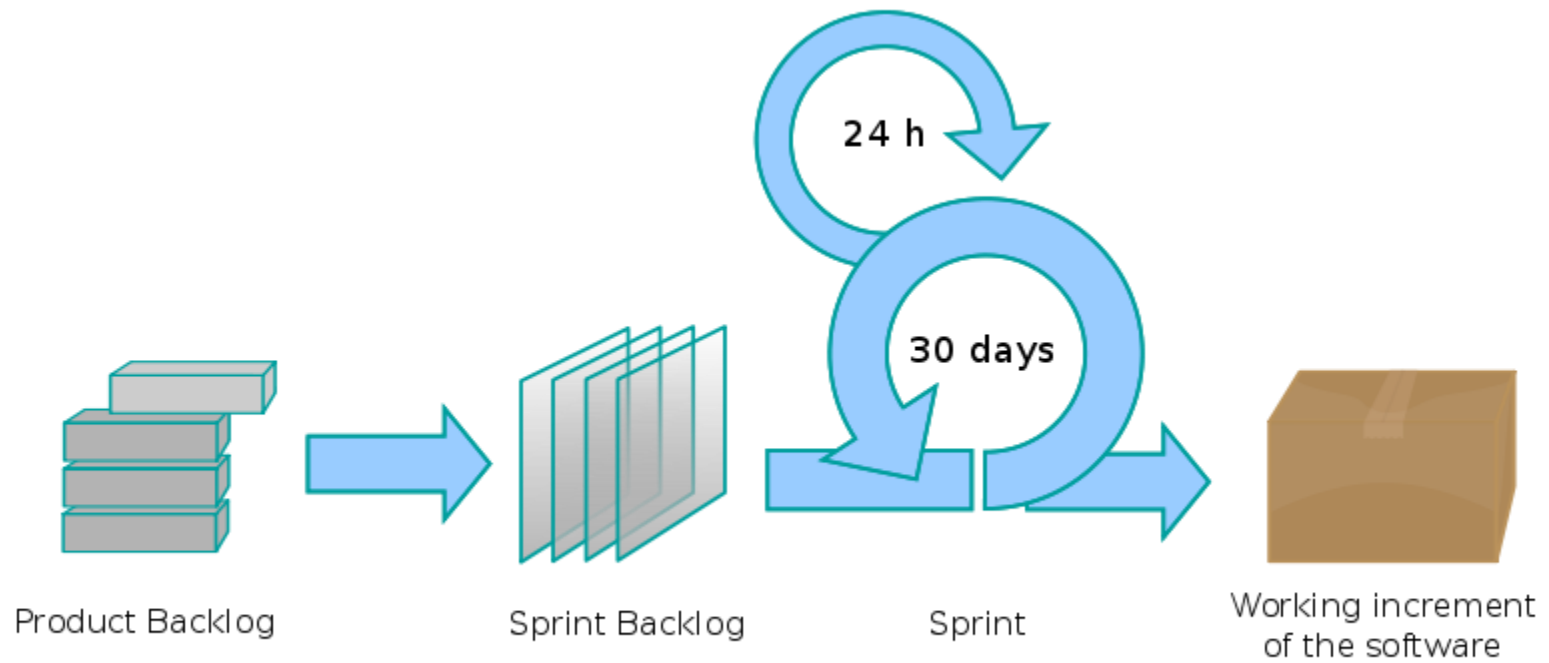 24 h
30 days
Product Backlog
Sprint Backlog
Sprint
Working increment
of the software